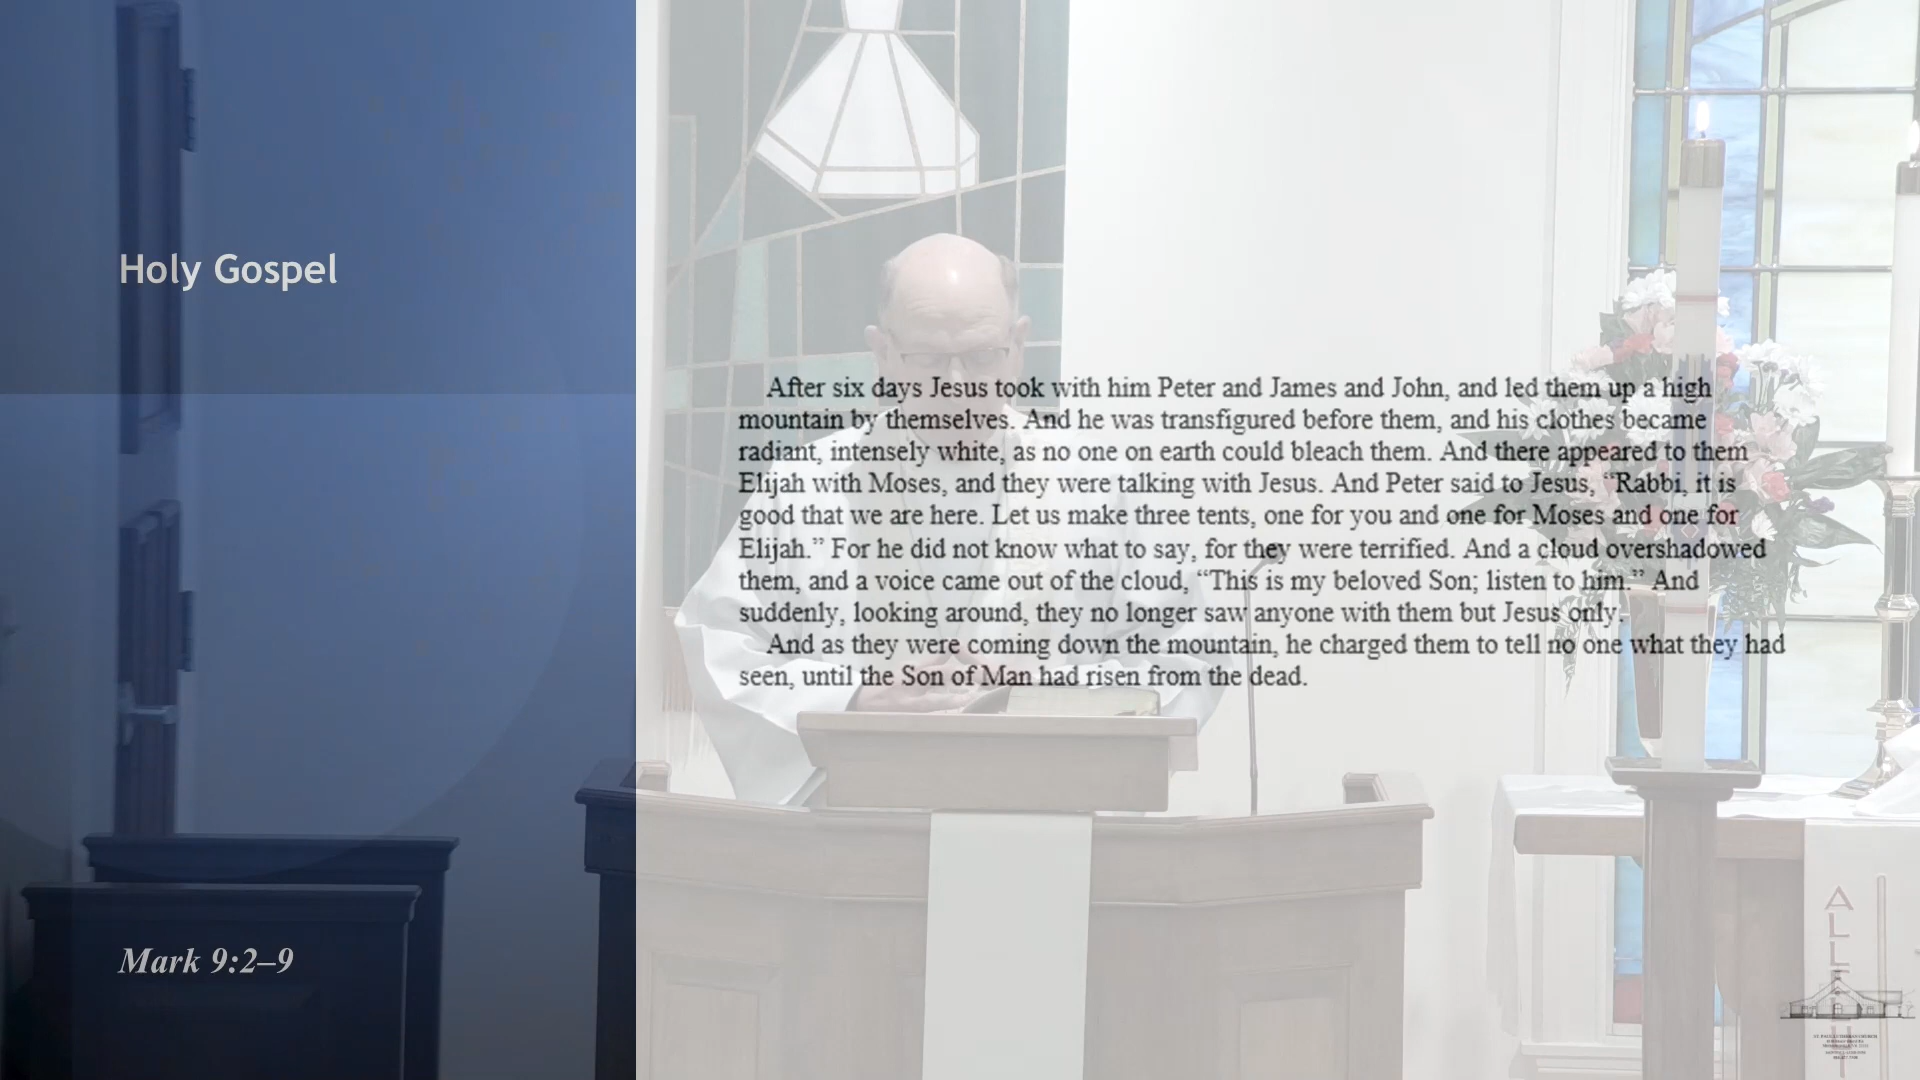 Holy Gospel
After six days Jesus took with him Peter and James and John, and led them up a high
mountain by themselves. And he was transfigured before them, and his clothes became
radiant, intensely white, as no one on earth could bleach them. And there appeared to them
Elijah with Moses, and they were talking with Jesus. And Peter said to Jesus, “Rabbi, it is
good that we are here. Let us make three tents, one for you and one for Moses and one for
Elijah.” For he did not know what to say, for they were terrified. And a cloud overshadowed
them, and a voice came out of the cloud, “This is my beloved Son; listen to him.” And
suddenly, looking around, they no longer saw anyone with them but Jesus only.
And as they were coming down the mountain, he charged them to tell no one what they had
seen, until the Son of Man had risen from the dead.
Mark 9:2–9
ST. PAUL LUTHERAN CHURCH